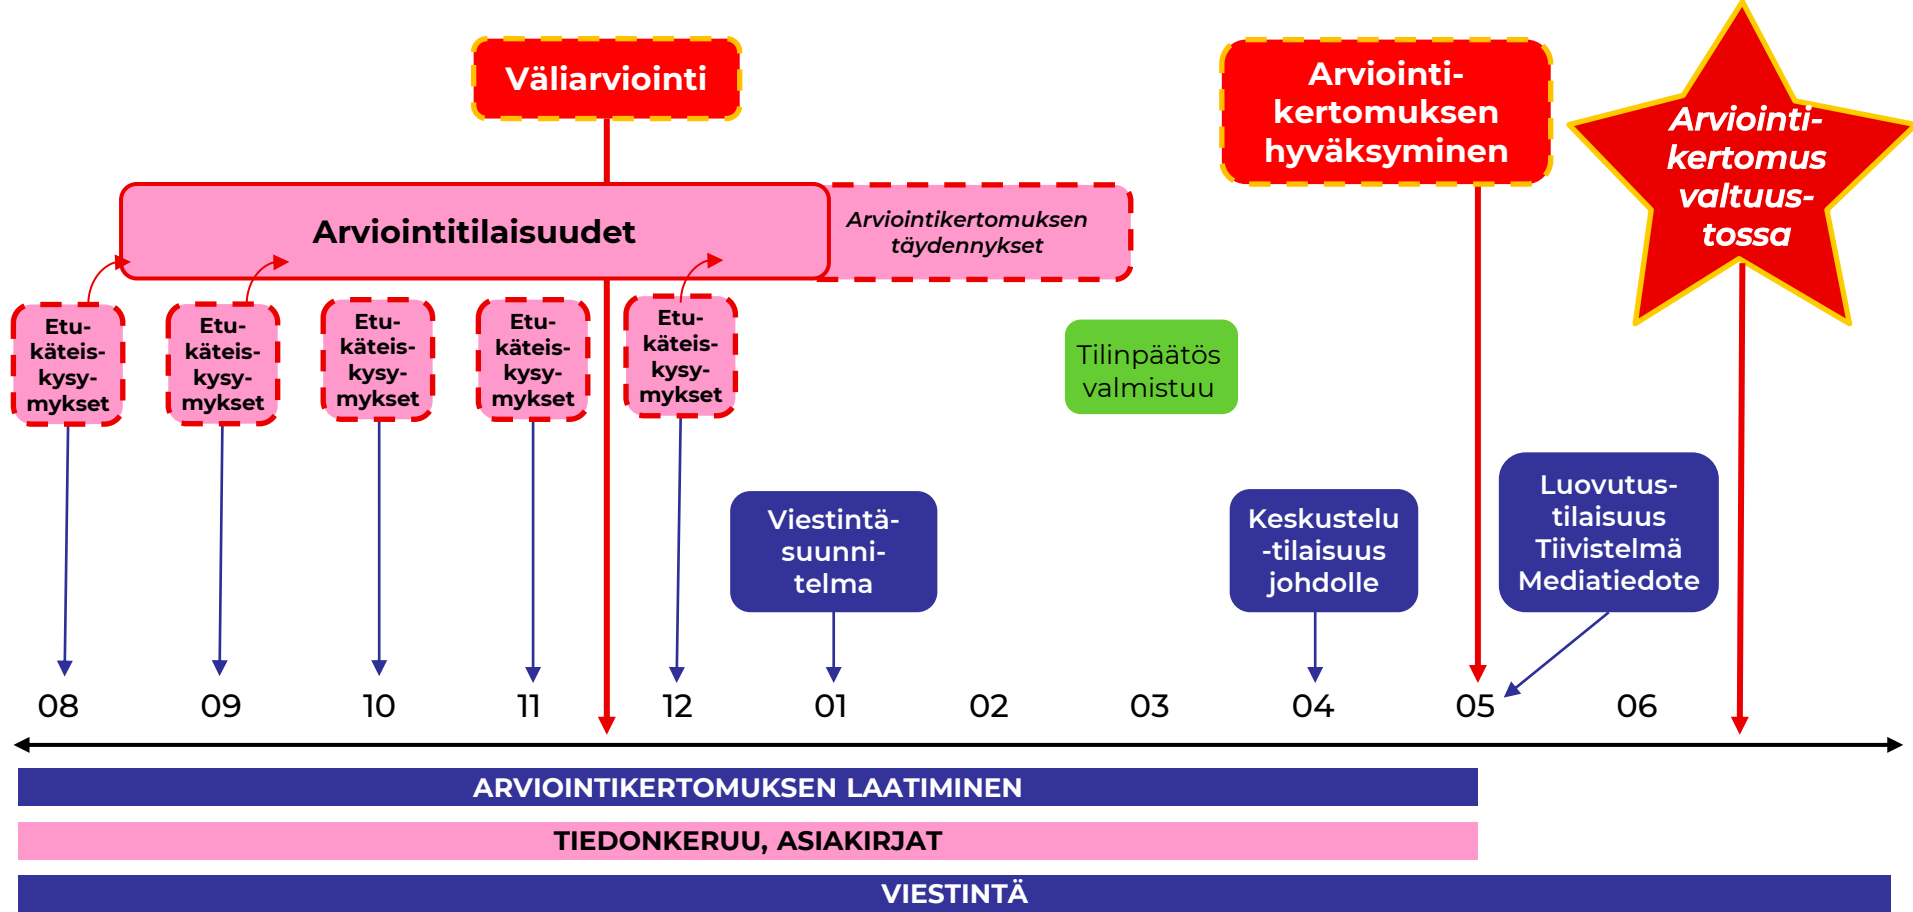 Väliarviointi
Arviointi-
kertomuksen
hyväksyminen
Arviointi-
kertomus
valtuus-
tossa
Arviointitilaisuudet
Arviointikertomuksen
täydennykset
Etu-
käteis-
kysy-
mykset
Etu-
käteis-
kysy-
mykset
Etu-
käteis-
kysy-
mykset
Etu-
käteis-
kysy-
mykset
Etu-
käteis-
kysy-
mykset
Tilinpäätös
valmistuu
Viestintä-
suunni-
telma
Keskustelu
-tilaisuus
johdolle
Luovutus-
tilaisuus
Tiivistelmä
Mediatiedote
08 09 10 11 12 01 02 03 04 05 06
ARVIOINTIKERTOMUKSEN LAATIMINEN
TIEDONKERUU, ASIAKIRJAT
VIESTINTÄ